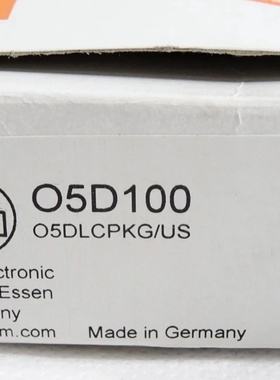 O5D100
O5DLCPKG/US
ctronic
Essen
ny
m.com Made in Germany